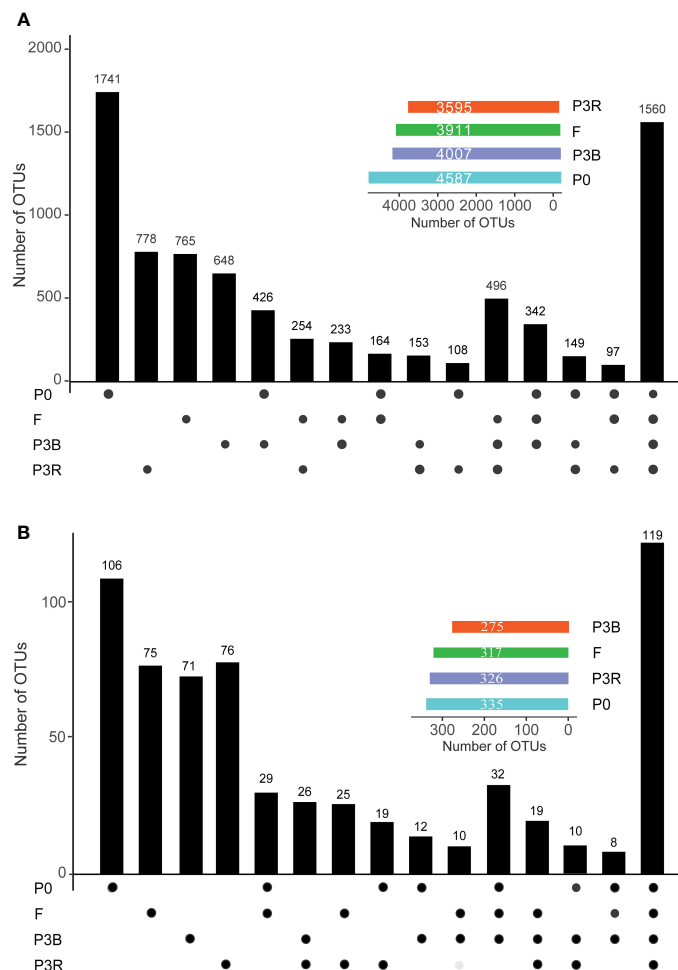 A
2000
1500
1000
500
0
Number of OTUs
1741
778
765
648
426
254
233
164
153
108
496
342
149
97
1560
3595 P3R
3911 F
4007 P3B
4587 P0
4000 3000 2000 1000 0
Number of OTUs
P0
F
P3B
P3R
B
100
50
0
Number of OTUs
106
75
71
76
29
26
25
19
12
10
32
19
10
8
119
275 P3B
317 F
326 P3R
335 P0
300 200 100 0
Number of OTUs
P0
F
P3B
P3R